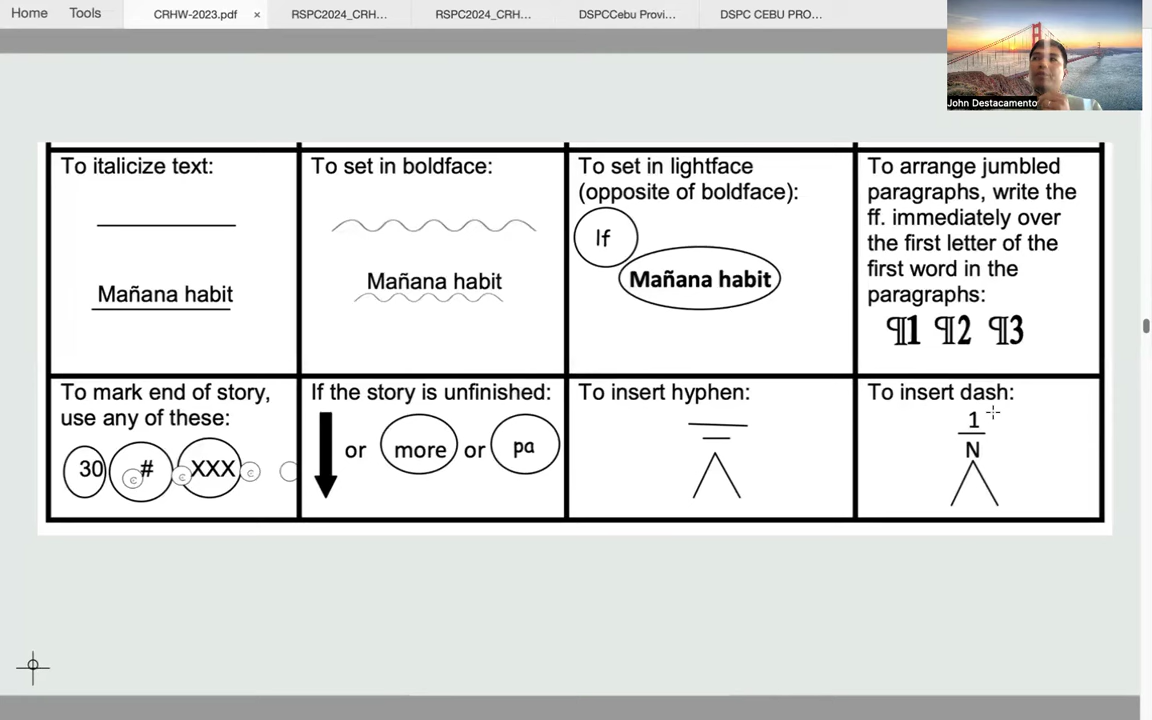 Home Tools CRHW-2023.pdf × RSPC2024_CRH... RSPC2024_CRH... DSPCCebu Provi... DSPC CEBU PRO...
John Destacamento
To italicize text:
Mañana habit
To set in boldface:
Mañana habit
To set in lightface
(opposite of boldface):
lf
Mañana habit
To arrange jumbled
paragraphs, write the
ff. immediately over
the first letter of the
first word in the
paragraphs:
¶1 ¶2 ¶3
To mark end of story,
use any of these:
30 c # c XXX c
If the story is unfinished:
or more or pa
To insert hyphen:
To insert dash:
1
N